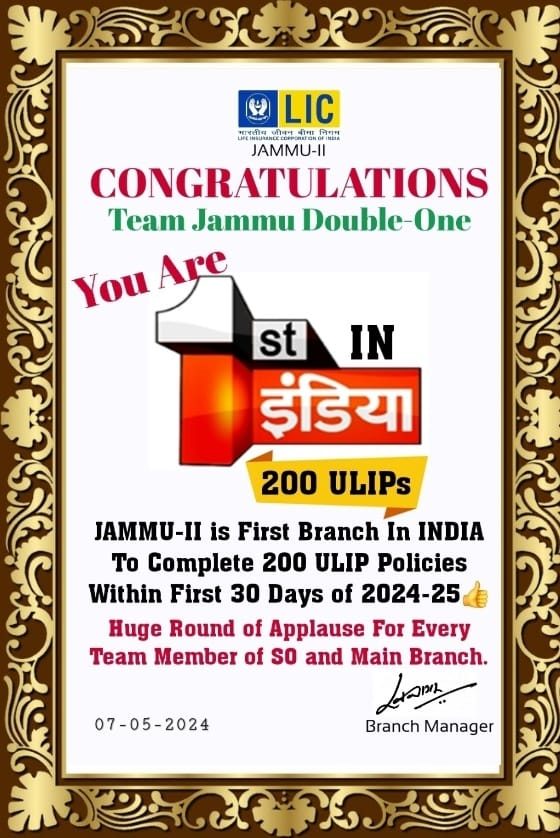 LIC
भारतीय जीवन बीमा निगम
LIFE INSURANCE CORPORATION OF INDIA
JAMMU-II
CONGRATULATIONS
Team Jammu Double-One
You Are
1st IN
इंडिया
200 ULIPs
JAMMU-II is First Branch In INDIA
To Complete 200 ULIP Policies
Within First 30 Days of 2024-25👍
Huge Round of Applause For Every
Team Member of SO and Main Branch.
07-05-2024
Branch Manager